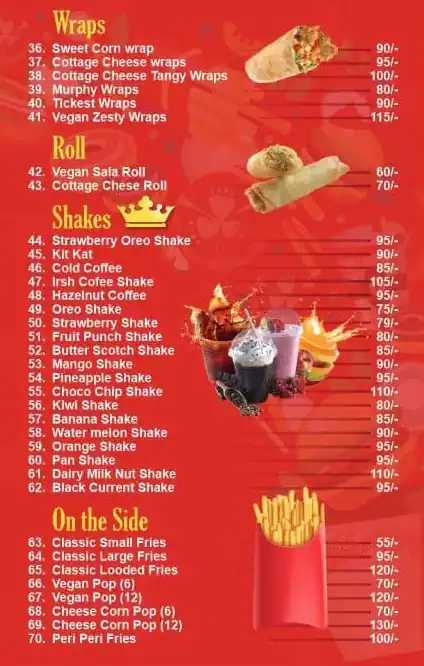 Wraps
36. Sweet Corn wrap 90/-
37. Cottage Cheese wraps 95/-
38. Cottage Cheese Tangy Wraps 100/-
39. Murphy Wraps 80/-
40. Tickest Wraps 90/-
41. Vegan Zesty Wraps 115/-
Roll
42. Vegan Sala Roll 60/-
43. Cottage Chese Roll 70/-
Shakes
44. Strawberry Oreo Shake 95/-
45. Kit Kat 90/-
46. Cold Coffee 85/-
47. Irsh Cofee Shake 105/-
48. Hazelnut Coffee 95/-
49. Oreo Shake 75/-
50. Strawberry Shake 79/-
51. Fruit Punch Shake 80/-
52. Butter Scotch Shake 85/-
53. Mango Shake 90/-
54. Pineapple Shake 95/-
55. Choco Chip Shake 110/-
56. KIwI Shake 80/-
57. Banana Shake 85/-
58. Water melon Shake 90/-
59. Orange Shake 95/-
60. Pan Shake 95/-
61. Dairy Milk Nut Shake 110/-
62. Black Current Shake 95/-
On the Side
63. Classic Small Fries 55/-
64. Classic Large Fries 95/-
65. Classic Looded Fries 120/-
66. Vegan Pop (6) 70/-
67. Vegan Pop (12) 120/-
68. Cheese Corn Pop (6) 70/-
69. Cheese Corn Pop (12) 130/-
70. Peri Peri Fries 100/-